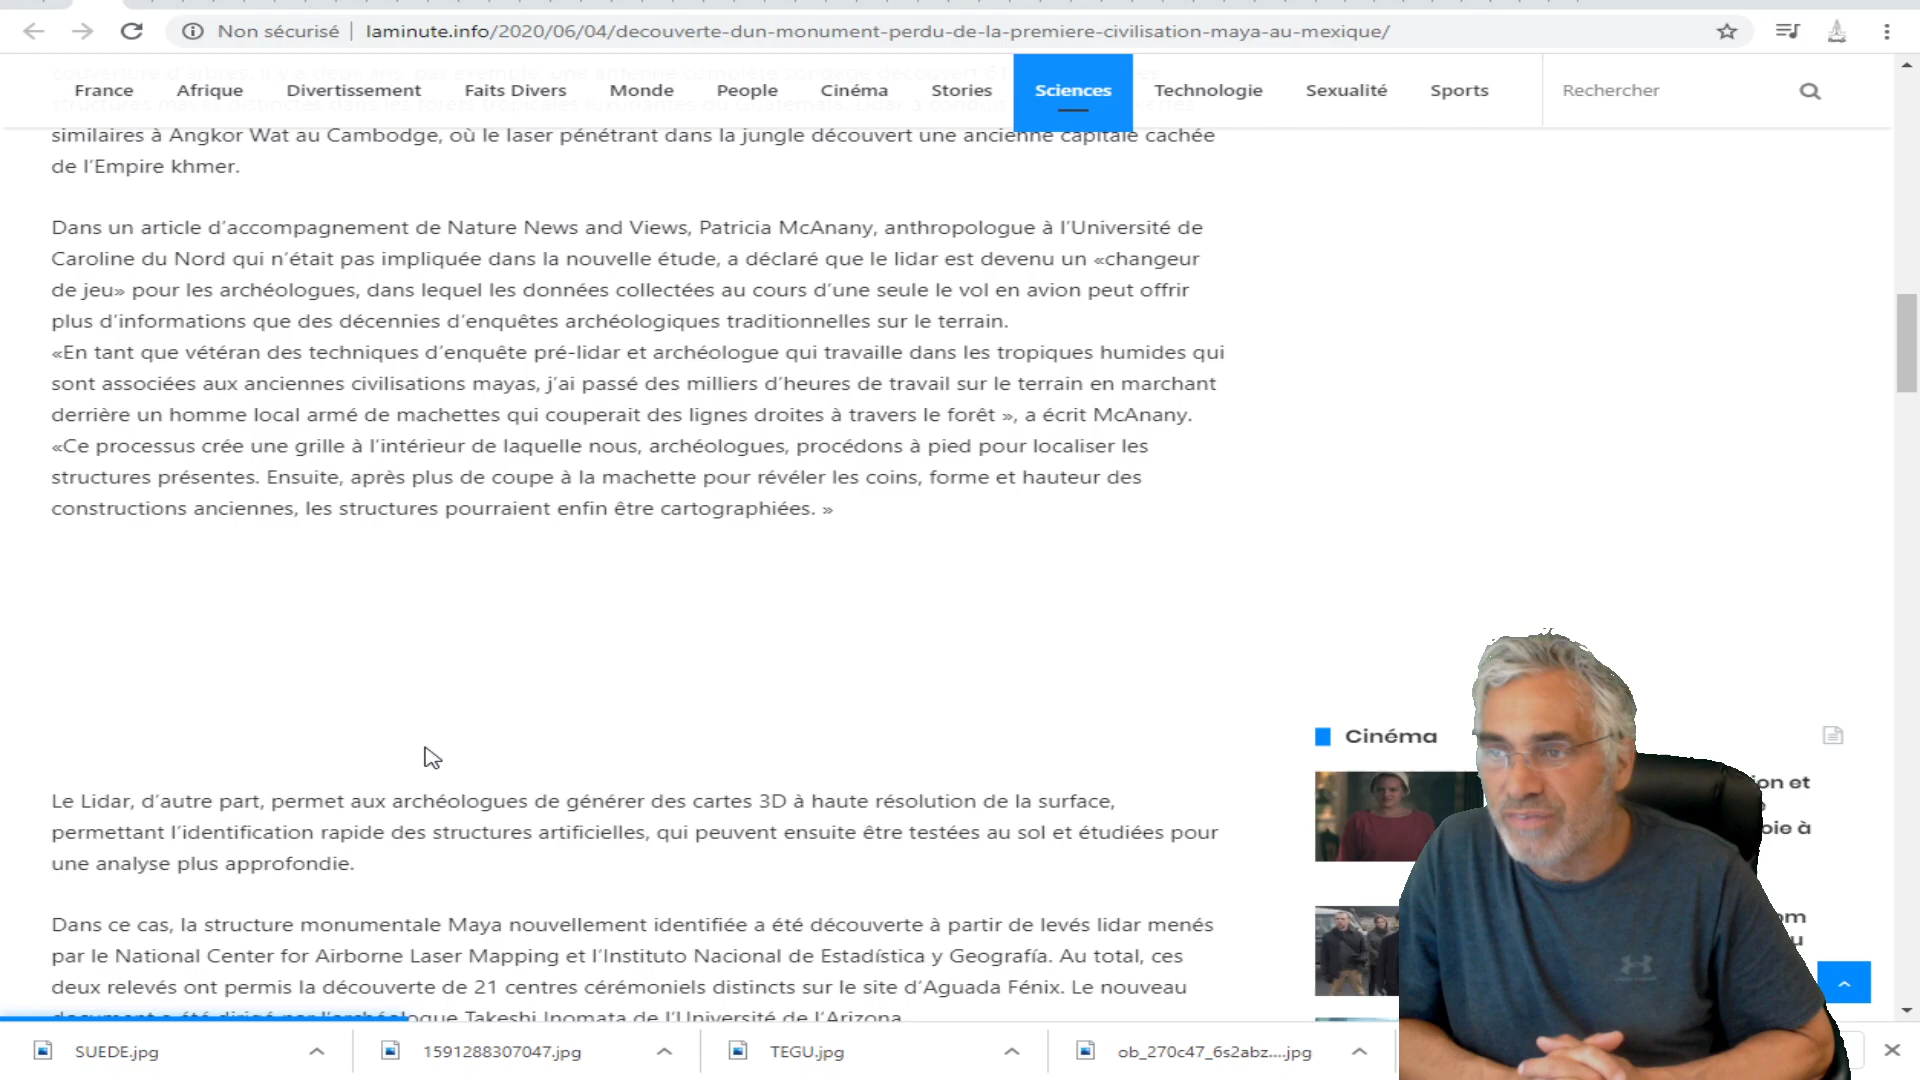 Non sécurisé
laminute.info/2020/06/04/decouverte-dun-monument-perdu-de-la-premiere-civilisation-maya-au-mexique/
France Afrique Divertissement Faits Divers Monde People Cinéma Stories Sciences Technologie Sexualité Sports Rechercher
similaires à Angkor Wat au Cambodge, où le laser pénétrant dans la jungle découvert une ancienne capitale cachée
de l’Empire khmer.
Dans un article d’accompagnement de Nature News and Views, Patricia McAnany, anthropologue à l’Université de
Caroline du Nord qui n’était pas impliquée dans la nouvelle étude, a déclaré que le lidar est devenu un «changeur
de jeu» pour les archéologues, dans lequel les données collectées au cours d’une seule le vol en avion peut offrir
plus d’informations que des décennies d’enquêtes archéologiques traditionnelles sur le terrain.
«En tant que vétéran des techniques d’enquête pré-lidar et archéologue qui travaille dans les tropiques humides qui
sont associées aux anciennes civilisations mayas, j’ai passé des milliers d’heures de travail sur le terrain en marchant
derrière un homme local armé de machettes qui couperait des lignes droites à travers le forêt », a écrit McAnany.
«Ce processus crée une grille à l’intérieur de laquelle nous, archéologues, procédons à pied pour localiser les
structures présentes. Ensuite, après plus de coupe à la machette pour révéler les coins, forme et hauteur des
constructions anciennes, les structures pourraient enfin être cartographiées. »
Cinéma
Le Lidar, d’autre part, permet aux archéologues de générer des cartes 3D à haute résolution de la surface,
permettant l’identification rapide des structures artificielles, qui peuvent ensuite être testées au sol et étudiées pour
une analyse plus approfondie.
Dans ce cas, la structure monumentale Maya nouvellement identifiée a été découverte à partir de levés lidar menés
par le National Center for Airborne Laser Mapping et l’Instituto Nacional de Estadística y Geografía. Au total, ces
deux relevés ont permis la découverte de 21 centres cérémoniels distincts sur le site d’Aguada Fénix. Le nouveau
document a été dirigé par l’archéologue Takeshi Inomata de l’Université de l’Arizona.
SUEDE.jpg
1591288307047.jpg
TEGU.jpg
ob_270c47_6s2abz....jpg